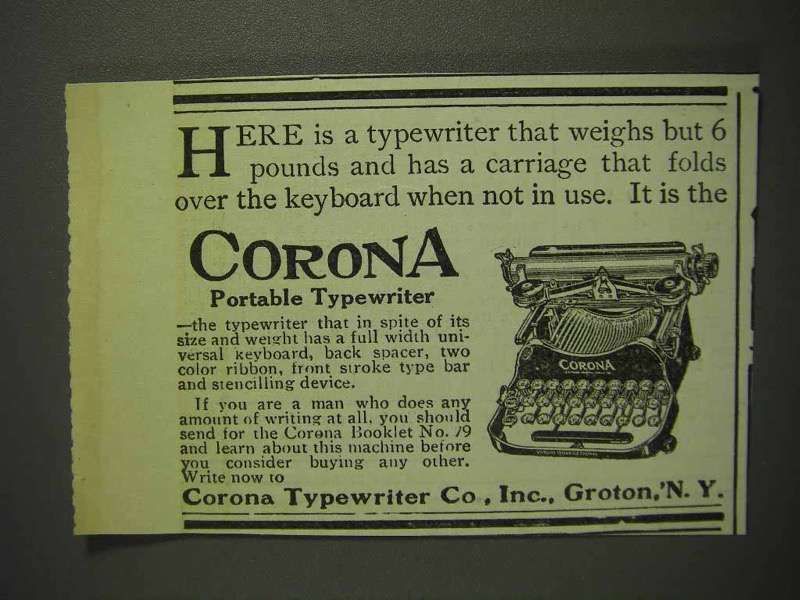 HERE is a typewriter that weighs but 6
pounds and has a carriage that folds
over the keyboard when not in use. It is the
CORONA
Portable Typewriter
—the typewriter that in spite of its
size and weight has a full width uni-
versal keyboard, back spacer, two
color ribbon, front stroke type bar
and stencilling device.
If you are a man who does any
amount of writing at all, you should
send for the Corona Booklet No. 79
and learn about this machine before
you consider buying any other.
Write now to
Corona Typewriter Co., Inc., Groton, N. Y.
CORONA